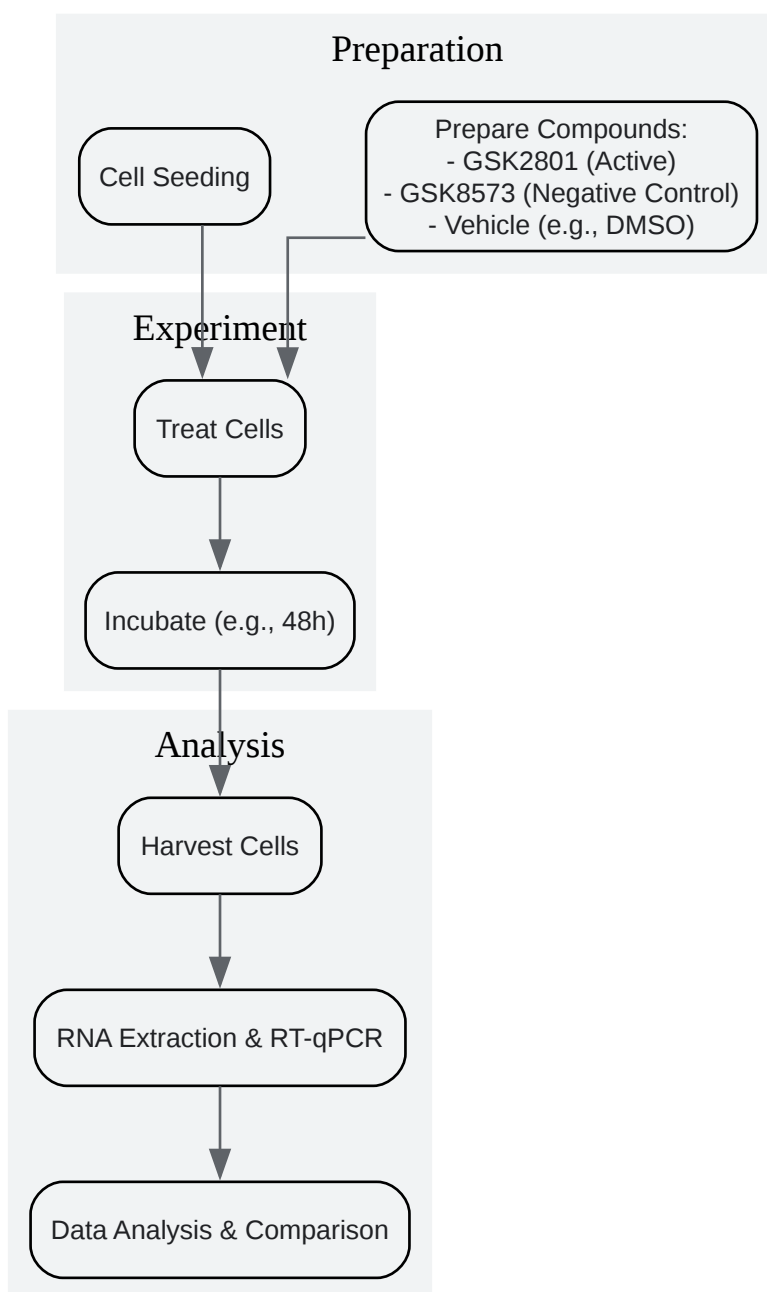 Preparation
Cell Seeding
Prepare Compounds:
- GSK2801 (Active)
- GSK8573 (Negative Control)
- Vehicle (e.g., DMSO)
Experiment
Treat Cells
Incubate (e.g., 48h)
Analysis
Harvest Cells
RNA Extraction & RT-qPCR
Data Analysis & Comparison